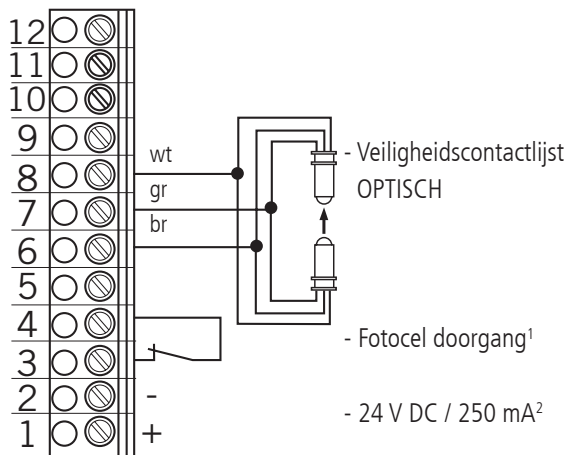 12
11
10
9
8
7
6
5
4
3
2
1
wt
gr
br
-
+
- Veiligheidscontactlijst
OPTISCH
- Fotocel doorgang¹
- 24 V DC / 250 mA²